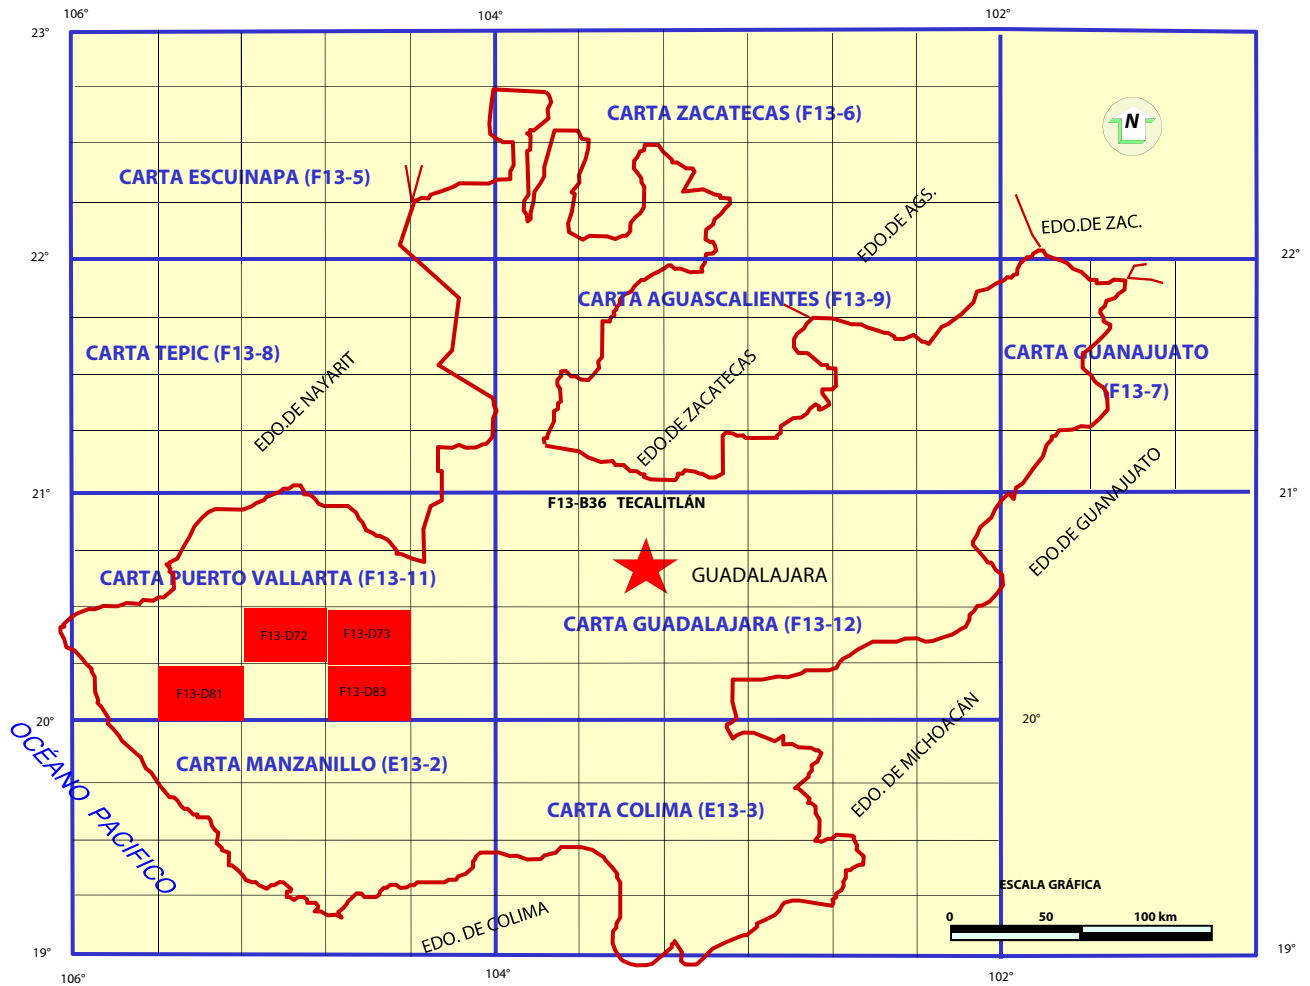 106°
104°
102°
23°
CARTA ZACATECAS (F13-6)
N
CARTA ESCUINAPA (F13-5)
EDO.DE AGS.
EDO.DE ZAC.
22°
22°
CARTA AGUASCALIENTES (F13-9)
CARTA TEPIC (F13-8)
CARTA GUANAJUATO
(F13-7)
EDO.DE NAYARIT
EDO.DE ZACATECAS
EDO.DE GUANAJUATO
21°
21°
F13-B36 TECALITLÁN
CARTA PUERTO VALLARTA (F13-11)
GUADALAJARA
CARTA GUADALAJARA (F13-12)
F13-D72
F13-D73
F13-D81
F13-D83
20°
20°
OCÉANO PACIFICO
CARTA MANZANILLO (E13-2)
EDO. DE MICHOACÁN
CARTA COLIMA (E13-3)
ESCALA GRÁFICA
EDO. DE COLIMA
0 50 100 km
19°
19°
106°
104°
102°